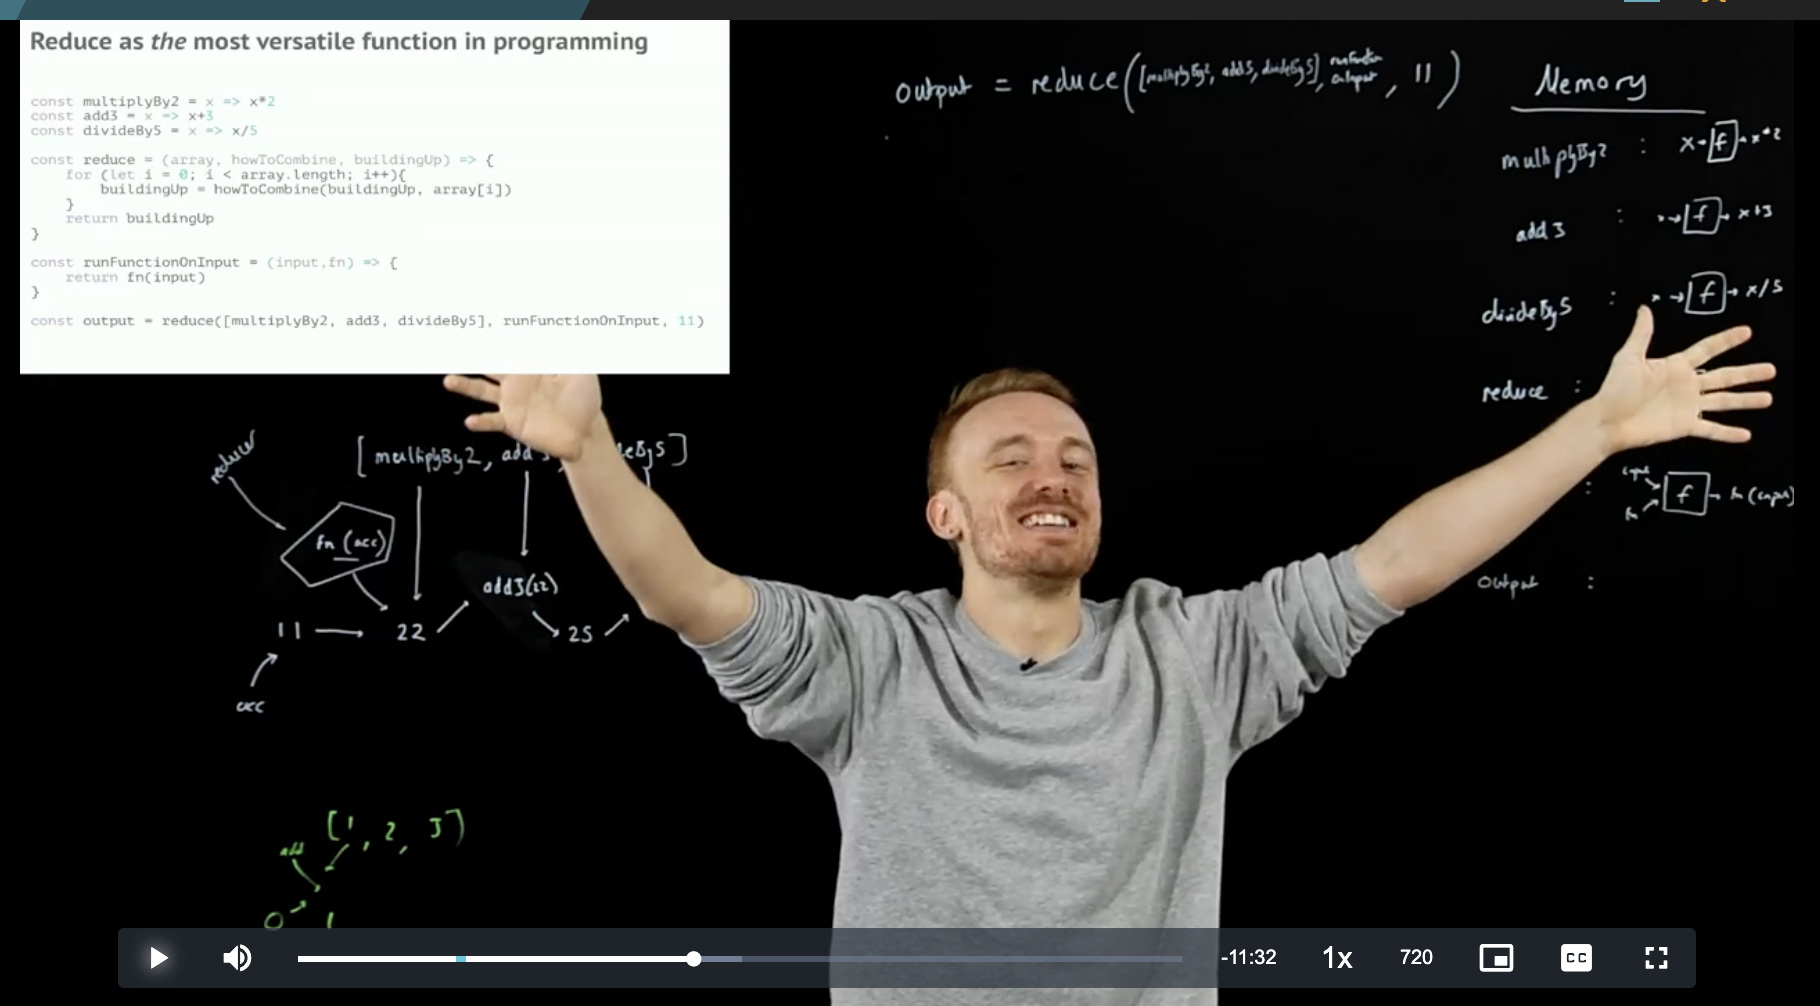 Reduce as the most versatile function in programming
const multiplyBy2 = x => x*2
const add3 = x => x+3
const divideBy5 = x => x/5
const reduce = (array, howToCombine, buildingUp) => {
for (let i = 0; i < array.length; i++){
buildingUp = howToCombine(buildingUp, array[i])
}
return buildingUp
}
const runFunctionOnInput = (input,fn) => {
return fn(input)
}
const output = reduce([multiplyBy2, add3, divideBy5], runFunctionOnInput, 11)
output = reduce([multiplyBy2, add3, divideBy5], runFunction
OnInput, 11)
Memory
multiplyBy2 : x → f → x*2
add3 : x → f → x+3
divideBy5 : x → f → x/5
reduce :
: input fn → f → fn(input)
Output :
reduce
[multiplyBy2, add
eBy5]
fn (acc)
add3(22)
11 → 22
25
acc
[1, 2, 3]
add
0 1
-11:32
1x
720
CC